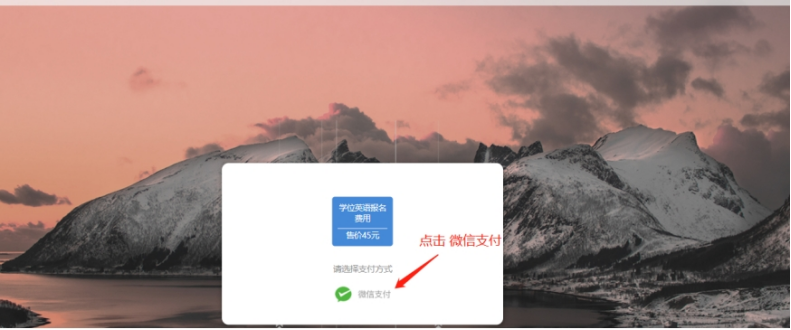 学位英语报名
费用
售价45元
点击 微信支付
请选择支付方式
微信支付